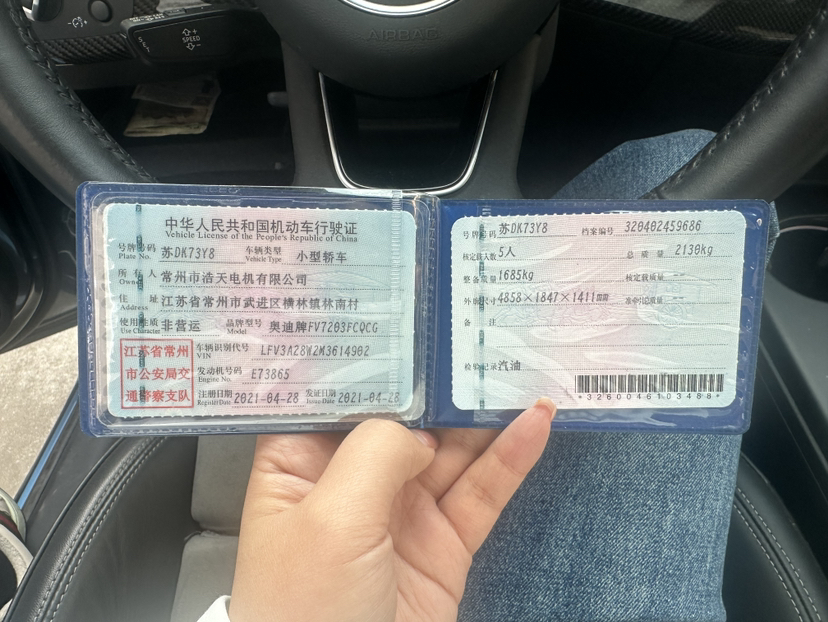 AIRBAG
SPEED
中华人民共和国机动车行驶证
Vehicle License of the People's Republic of China
号牌号码 苏DK73Y8 车辆类型 小型轿车
Plate No. Vehicle Type
所有人 常州市浩天电机有限公司
Owner
住址 江苏省常州市武进区横林镇林南村
Address
使用性质 非营运 品牌型号 奥迪牌FV7203FCQCG
Use Character Model
江苏省常州
市公安局交
通警察支队
车辆识别代号 LFV3A28W2M3614902
VIN
发动机号码 E73865
Engine No.
注册日期 2021-04-28 发证日期 2021-04-28
Register Date Issue Date
号牌号码 苏DK73Y8 档案编号 320402459686
核定载人数 5人 总质量 2130kg
整备质量 1685kg 核定载质量 --
外廓尺寸 4858×1847×1411mm 准牵引总质量 --
备注
检验记录 汽油
*3260046103488*